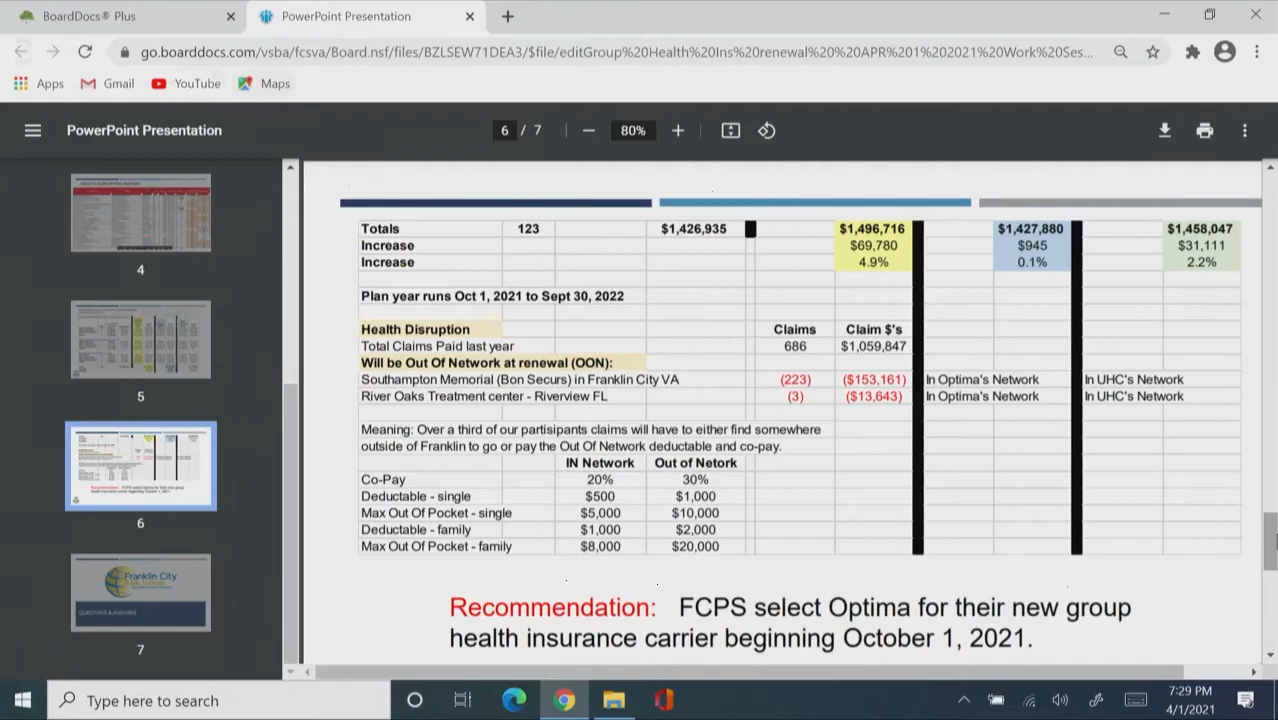 BoardDocs® Plus
PowerPoint Presentation
go.boarddocs.com/vsba/fcsva/Board.nsf/files/BZLSEW71DEA3/$file/editGroup%20Health%20Ins%20renewal%20%20APR%201%202021%20Work%20Ses...
Apps Gmail YouTube Maps
PowerPoint Presentation 6 / 7 80%
4
5
6
7
Franklin City
QUESTIONS & ANSWERS
Totals 123 $1,426,935 $1,496,716 $1,427,880 $1,458,047
Increase $69,780 $945 $31,111
Increase 4.9% 0.1% 2.2%
Plan year runs Oct 1, 2021 to Sept 30, 2022
Health Disruption Claims Claim $'s
Total Claims Paid last year 686 $1,059,847
Will be Out Of Network at renewal (OON):
Southampton Memorial (Bon Securs) in Franklin City VA (223) ($153,161) In Optima's Network In UHC's Network
River Oaks Treatment center - Riverview FL (3) ($13,643) In Optima's Network In UHC's Network
Meaning: Over a third of our partisipants claims will have to either find somewhere
outside of Franklin to go or pay the Out Of Network deductable and co-pay.
IN Network Out of Netork
Co-Pay 20% 30%
Deductable - single $500 $1,000
Max Out Of Pocket - single $5,000 $10,000
Deductable - family $1,000 $2,000
Max Out Of Pocket - family $8,000 $20,000
Recommendation: FCPS select Optima for their new group
health insurance carrier beginning October 1, 2021.
Type here to search
7:29 PM
4/1/2021